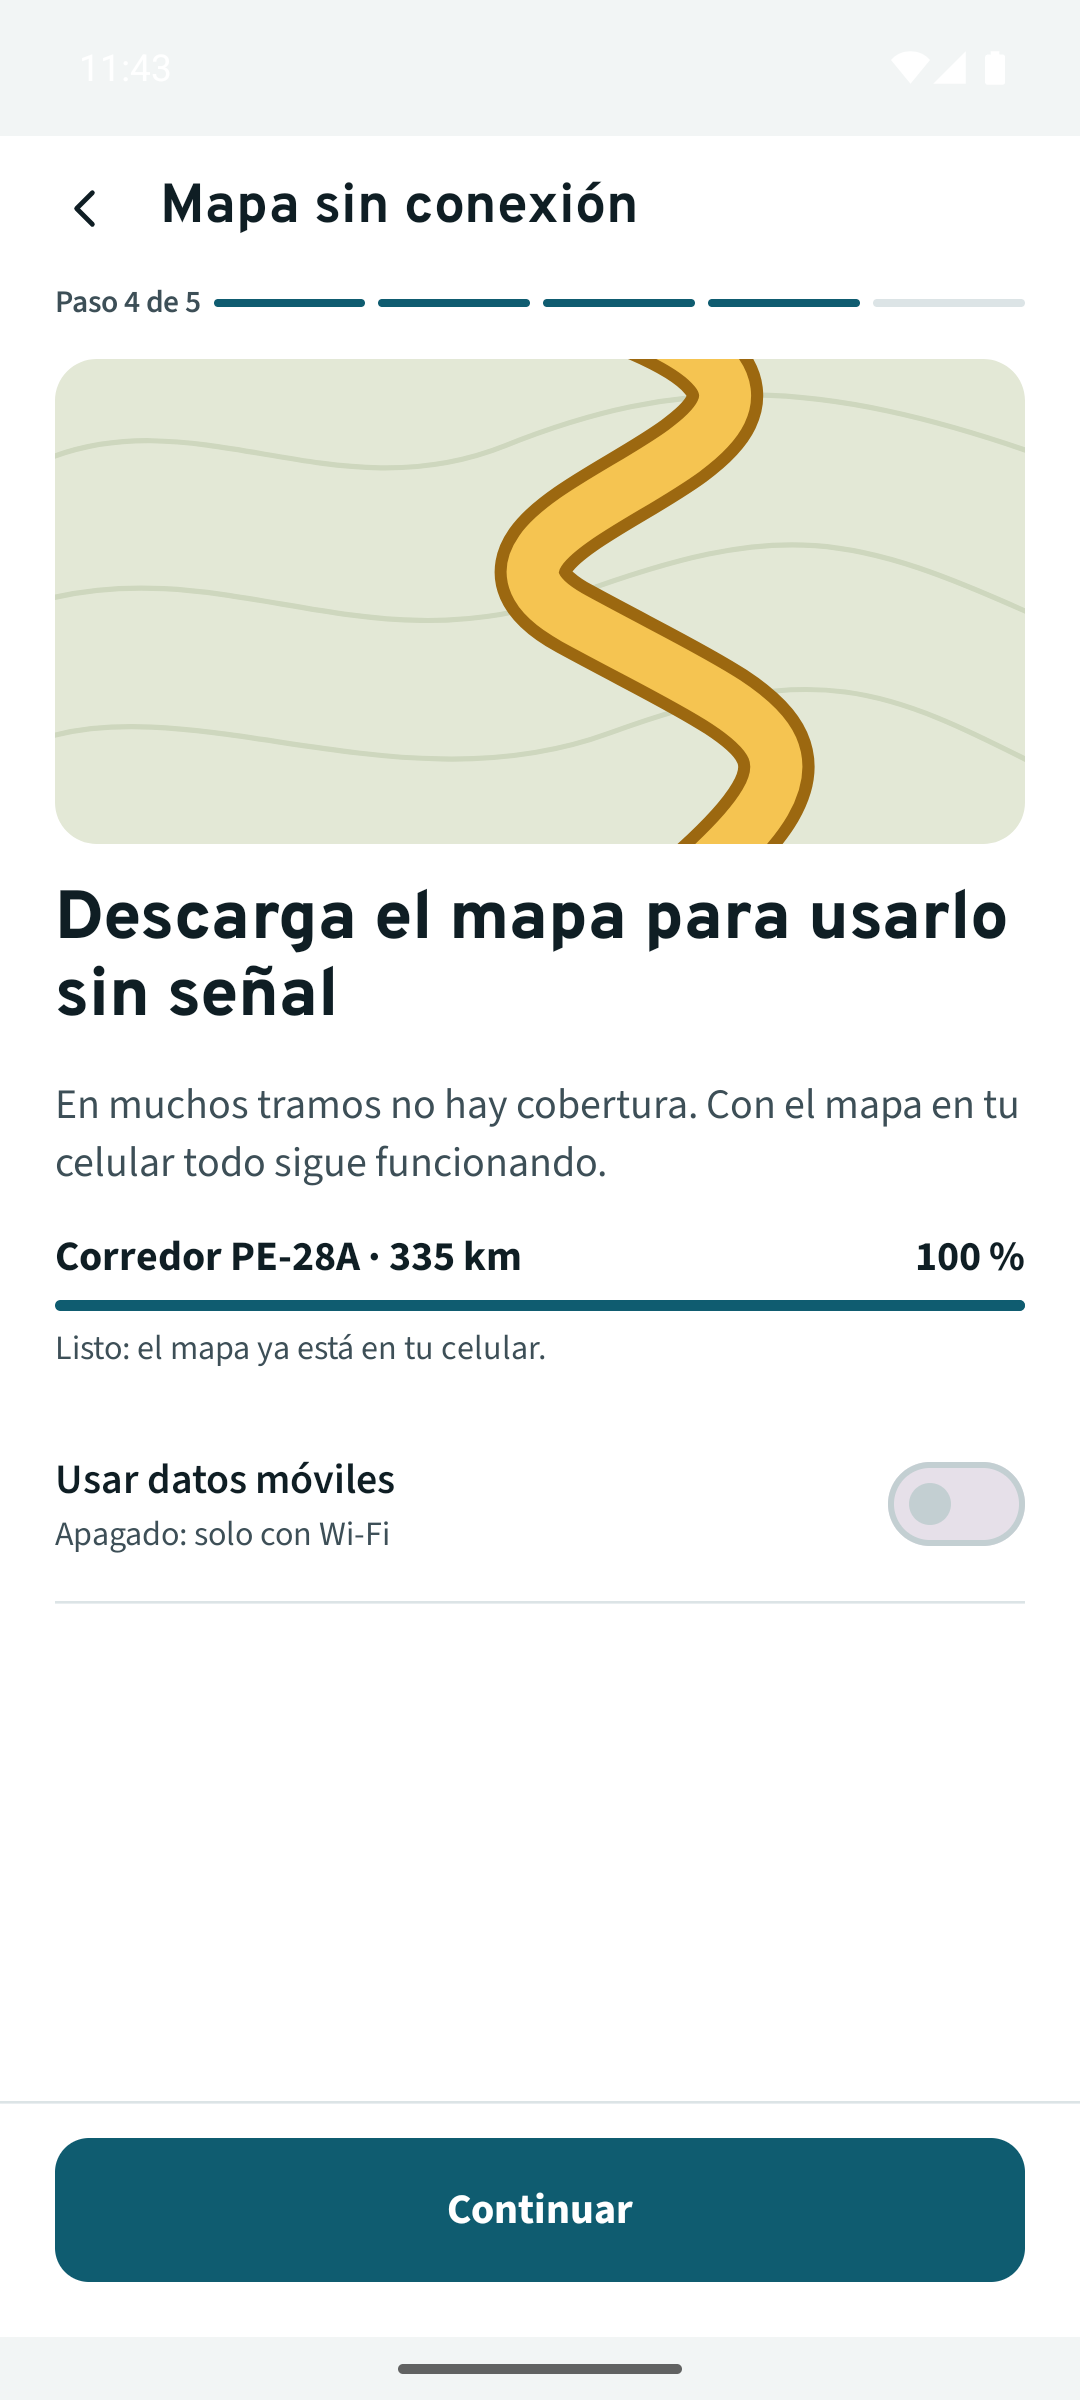 11:43
Mapa sin conexión
Paso 4 de 5
Descarga el mapa para usarlo
sin señal
En muchos tramos no hay cobertura. Con el mapa en tu
celular todo sigue funcionando.
Corredor PE-28A · 335 km 100 %
Listo: el mapa ya está en tu celular.
Usar datos móviles
Apagado: solo con Wi-Fi
Continuar